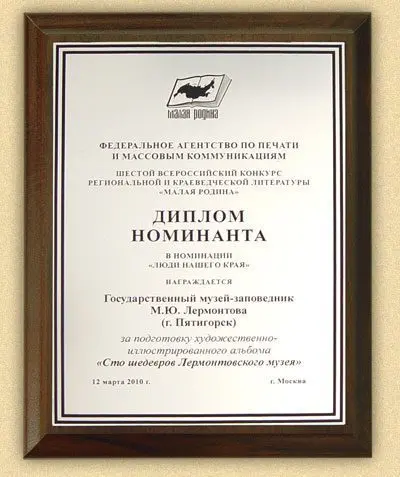 МАЛАЯ РОДИНА
ФЕДЕРАЛЬНОЕ АГЕНТСТВО ПО ПЕЧАТИ
И МАССОВЫМ КОММУНИКАЦИЯМ
ШЕСТОЙ ВСЕРОССИЙСКИЙ КОНКУРС
РЕГИОНАЛЬНОЙ И КРАЕВЕДЧЕСКОЙ ЛИТЕРАТУРЫ
«МАЛАЯ РОДИНА»
ДИПЛОМ
НОМИНАНТА
В НОМИНАЦИИ
«ЛЮДИ НАШЕГО КРАЯ»
НАГРАЖДАЕТСЯ
Государственный музей-заповедник
М.Ю. Лермонтова
(г. Пятигорск)
за подготовку художественно-
иллюстрированного альбома
«Сто шедевров Лермонтовского музея»
12 марта 2010 г. г. Москва